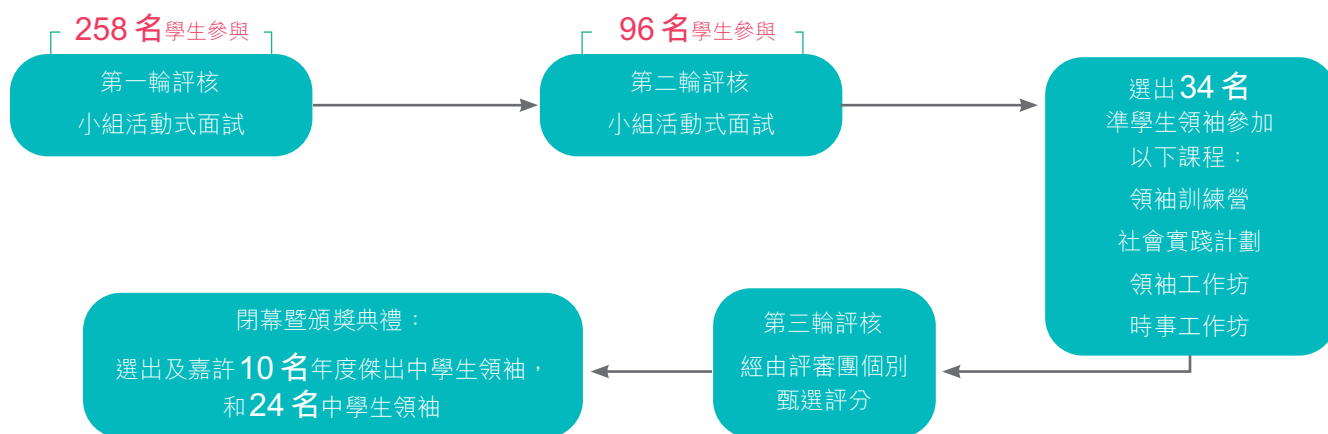 258 名學生參與
第一輪評核
小組活動式面試
96 名學生參與
第二輪評核
小組活動式面試
選出34 名
準學生領袖參加
以下課程：
領袖訓練營
社會實踐計劃
領袖工作坊
時事工作坊
第三輪評核
經由評審團個別
甄選評分
閉幕暨頒獎典禮：
選出及嘉許10 名年度傑出中學生領袖，
和24 名中學生領袖